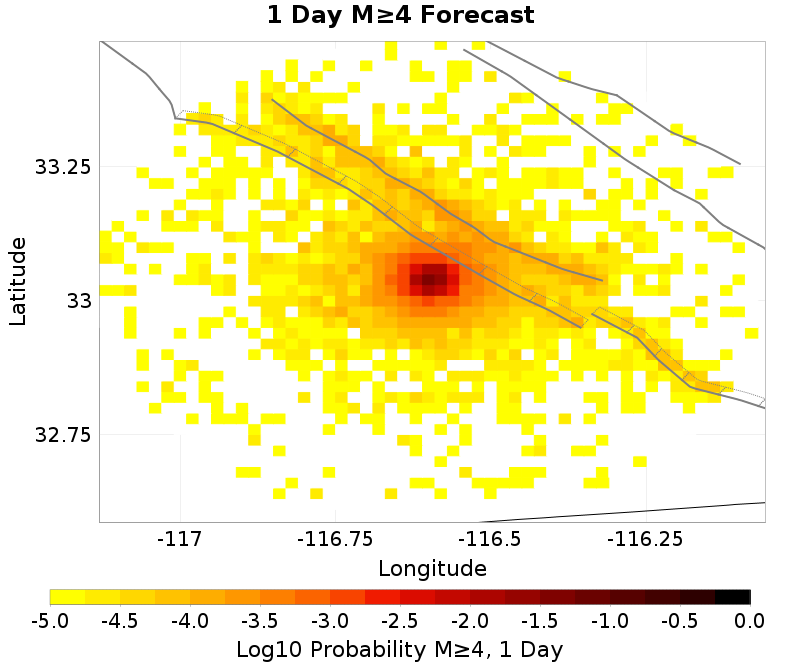 1 Day M≥4 Forecast
33.25
33
32.75
Latitude
-117
-116.75
-116.5
-116.25
Longitude
-5.0 -4.5 -4.0 -3.5 -3.0 -2.5 -2.0 -1.5 -1.0 -0.5 0.0
Log10 Probability M≥4, 1 Day